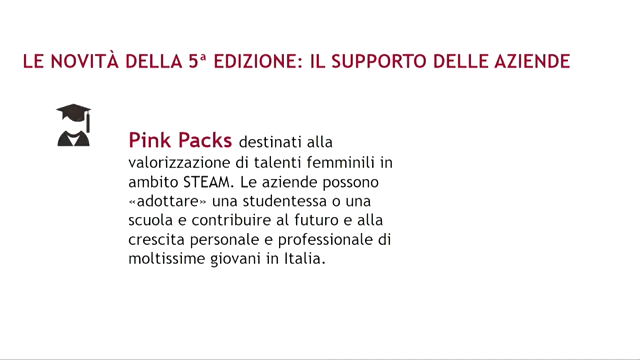 LE NOVITÀ DELLA 5ª EDIZIONE: IL SUPPORTO DELLE AZIENDE
Pink Packs destinati alla
valorizzazione di talenti femminili in
ambito STEAM. Le aziende possono
«adottare» una studentessa o una
scuola e contribuire al futuro e alla
crescita personale e professionale di
moltissime giovani in Italia.